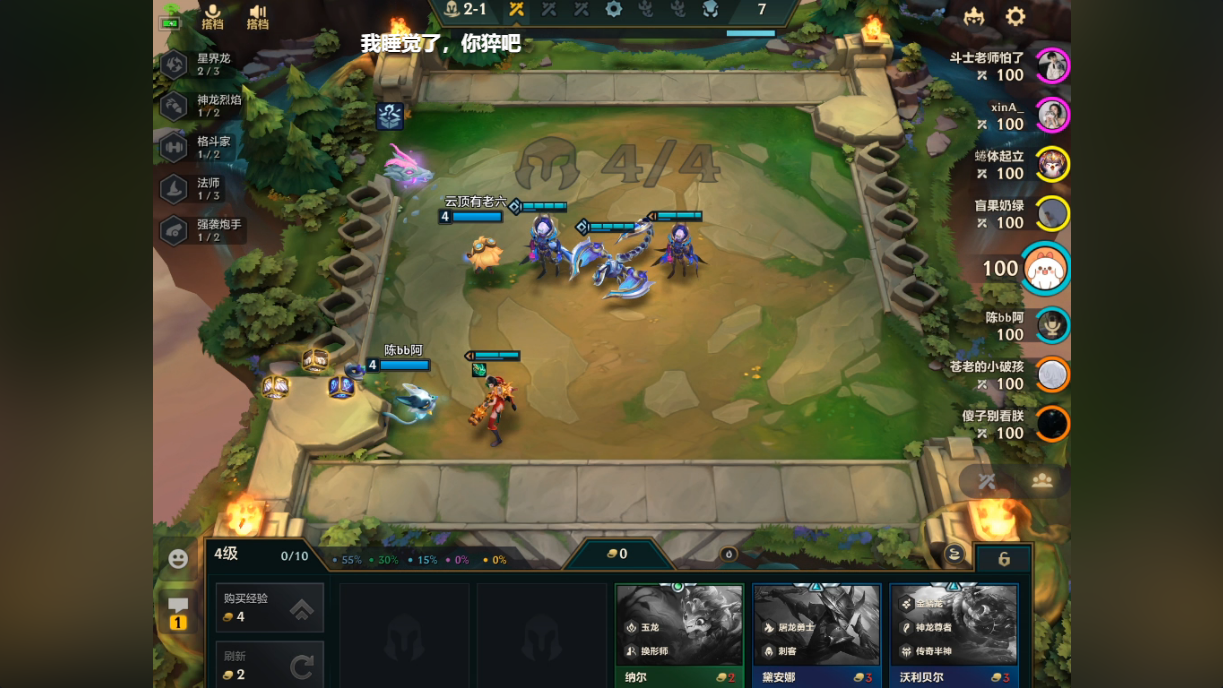 搭档
搭档
2-1
7
我睡觉了，你猝吧
星界龙
2 / 3
神龙烈焰
1 / 2
格斗家
1 / 2
法师
1 / 3
强袭炮手
1 / 2
4/4
云顶有老六
4
陈bb阿
4
斗士老师怕了
100
xinA_
100
蜷体起立
100
盲果奶绿
100
100
陈bb阿
100
苍老的小破孩
100
傻子别看朕
100
4级
0/10
55%
30%
15%
0%
0%
0
6
购买经验
4
刷新
2
1
玉龙
换形师
纳尔
2
屠龙勇士
刺客
黛安娜
3
金鳞龙
神龙尊者
传奇半神
沃利贝尔
3